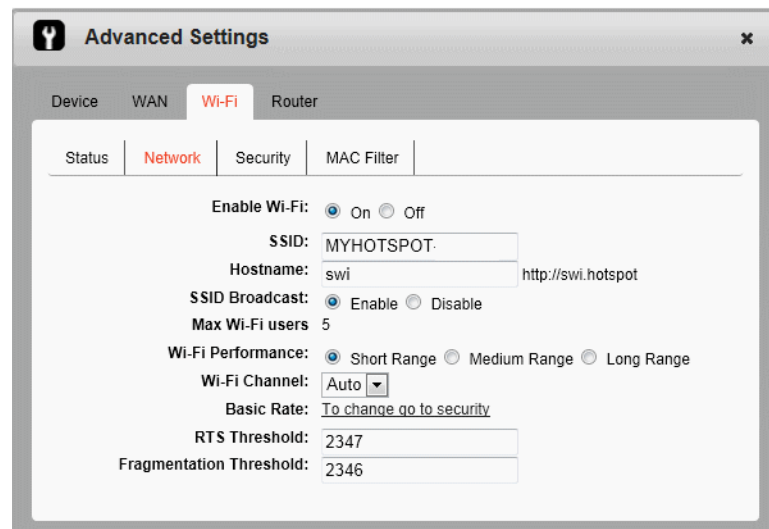 Advanced Settings
Device WAN Wi-Fi Router
Status Network Security MAC Filter
Enable Wi-Fi: On Off
SSID: MYHOTSPOT-
Hostname: swi http://swi.hotspot
SSID Broadcast: Enable Disable
Max Wi-Fi users 5
Wi-Fi Performance: Short Range Medium Range Long Range
Wi-Fi Channel: Auto
Basic Rate: To change go to security
RTS Threshold: 2347
Fragmentation Threshold: 2346